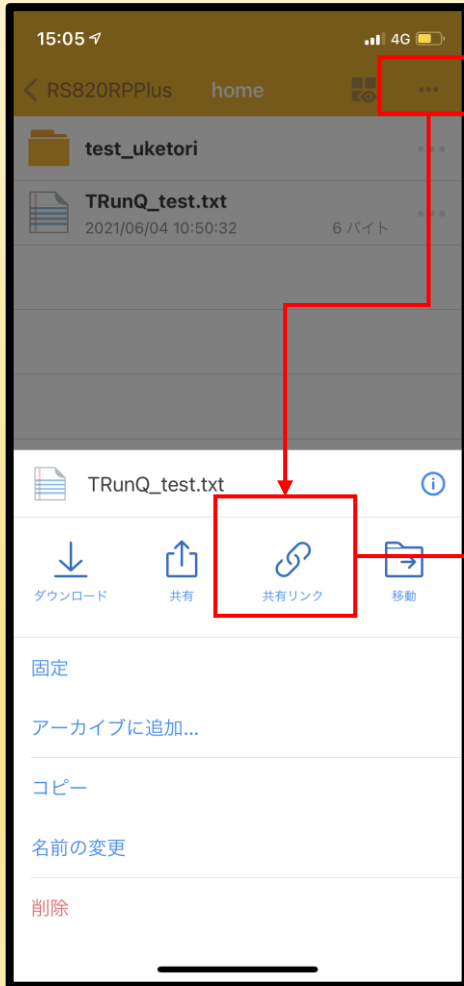 15:05
4G
RS820RPPlus home
test_uketori
TRunQ_test.txt
2021/06/04 10:50:32 6 バイト
TRunQ_test.txt
ダウンロード 共有 共有リンク 移動
固定
アーカイブに追加...
コピー
名前の変更
削除